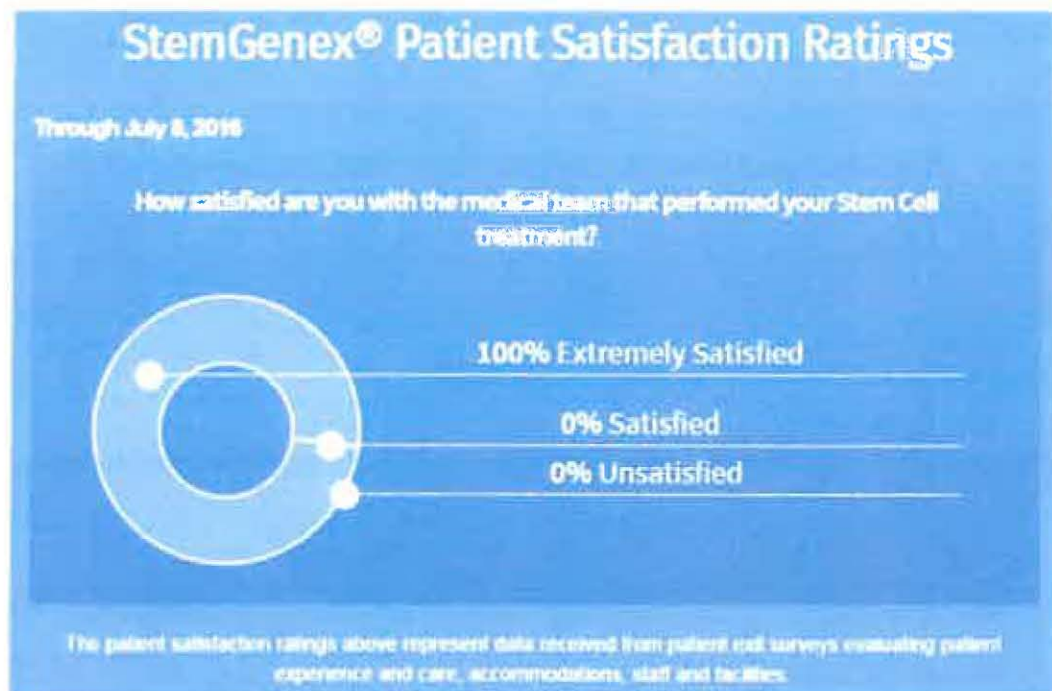 StemGenex® Patient Satisfaction Ratings
Through July 8, 2016
How satisfied are you with the medical team that performed your Stem Cell
treatment?
100% Extremely Satisfied
0% Satisfied
0% Unsatisfied
The patient satisfaction ratings above represent data received from patient exit surveys evaluating patient
experience and care, accommodations, staff and facilities.